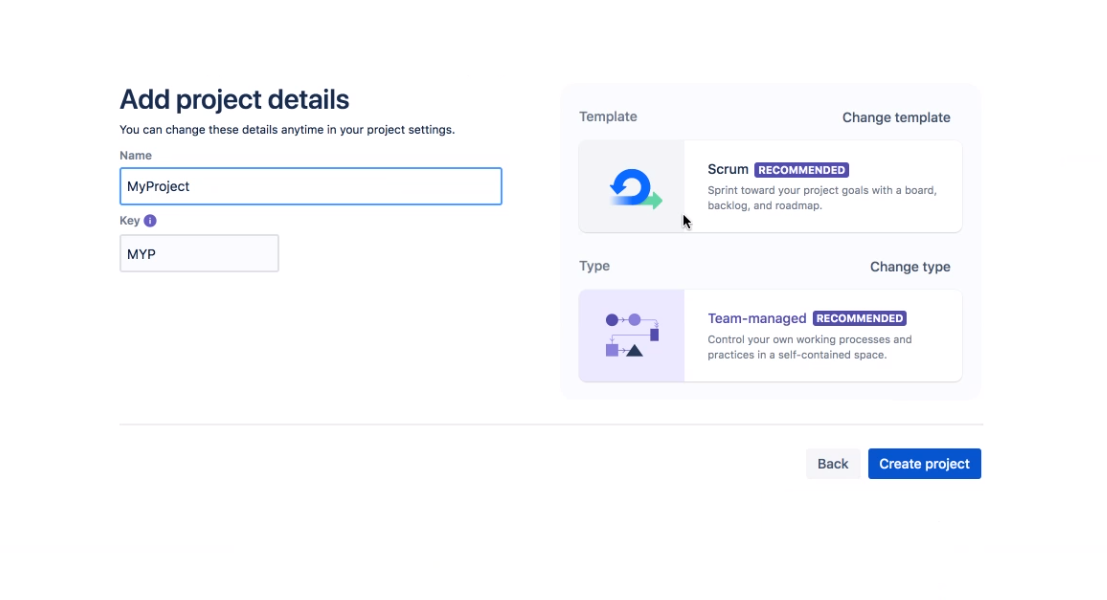 Add project details
You can change these details anytime in your project settings.
Name
MyProject
Key i
MYP
Template
Change template
Scrum RECOMMENDED
Sprint toward your project goals with a board,
backlog, and roadmap.
Type
Change type
Team-managed RECOMMENDED
Control your own working processes and
practices in a self-contained space.
Back
Create project